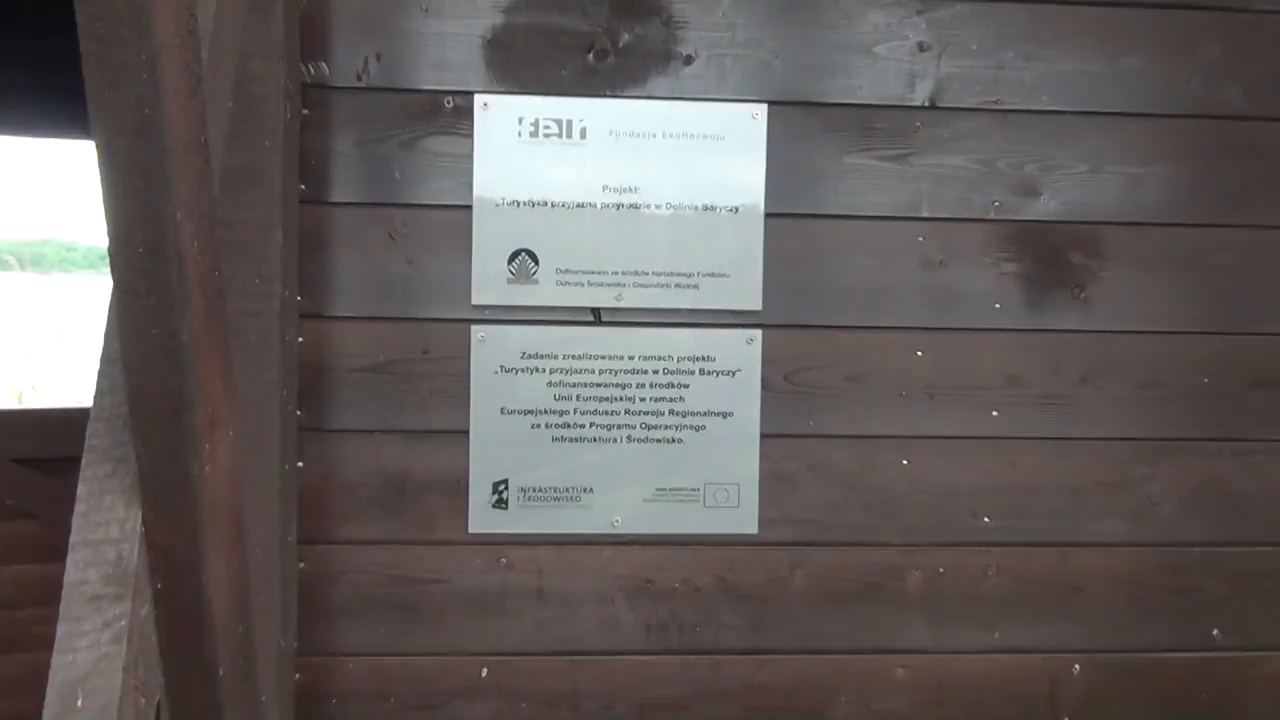 Fundacja EkoRozwoju
Projekt:
„Turystyka przyjazna przyrodzie w Dolinie Baryczy”
Dofinansowano ze środków Narodowego Funduszu
Ochrony Środowiska i Gospodarki Wodnej
Zadanie zrealizowane w ramach projektu
„Turystyka przyjazna przyrodzie w Dolinie Baryczy”
dofinansowanego ze środków
Unii Europejskiej w ramach
Europejskiego Funduszu Rozwoju Regionalnego
ze środków Programu Operacyjnego
Infrastruktura i Środowisko.
INFRASTRUKTURA
I ŚRODOWISKO